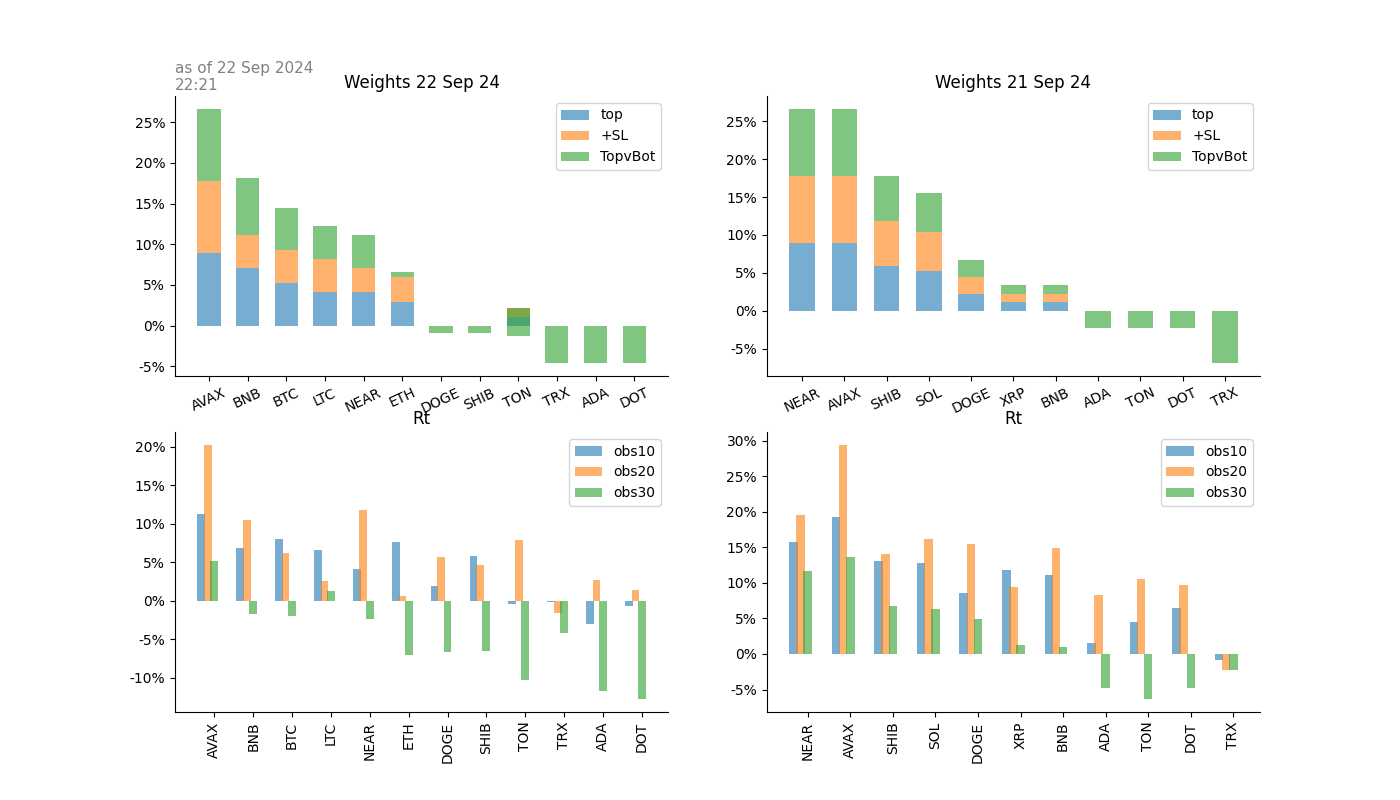 as of 22 Sep 2024
22:21
Weights 22 Sep 24
25%
20%
15%
10%
5%
0%
-5%
top
+SL
TopvBot
AVAX BNB BTC LTC NEAR ETH DOGE SHIB TON TRX ADA DOT
Weights 21 Sep 24
25%
20%
15%
10%
5%
0%
-5%
top
+SL
TopvBot
NEAR AVAX SHIB SOL DOGE XRP BNB ADA TON DOT TRX
Rt
20%
15%
10%
5%
0%
-5%
-10%
obs10
obs20
obs30
AVAX BNB BTC LTC NEAR ETH DOGE SHIB TON TRX ADA DOT
Rt
30%
25%
20%
15%
10%
5%
0%
-5%
obs10
obs20
obs30
NEAR AVAX SHIB SOL DOGE XRP BNB ADA TON DOT TRX